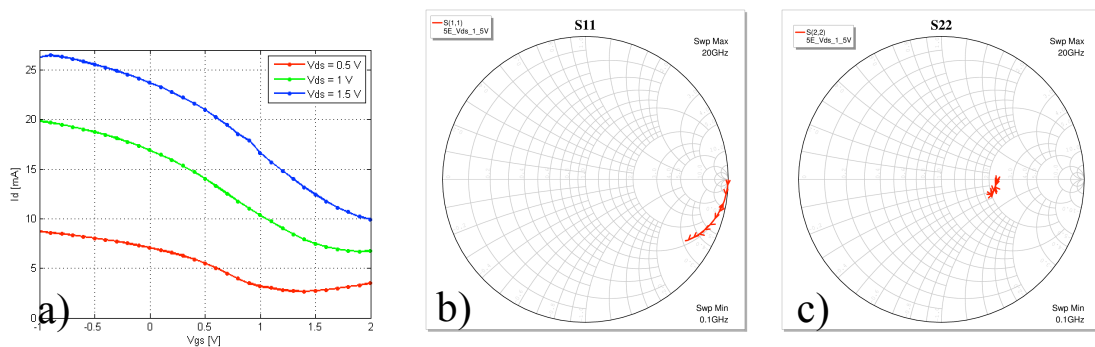 Vds = 0.5 V
Vds = 1 V
Vds = 1.5 V
25
20
15
10
5
0
-1
-0.5
0
0.5
1
1.5
2
Id [mA]
Vgs [V]
a)
S(1,1)
5E_Vds_1_5V
S11
Swp Max
20GHz
Swp Min
0.1GHz
b)
S(2,2)
5E_Vds_1_5V
S22
Swp Max
20GHz
Swp Min
0.1GHz
c)